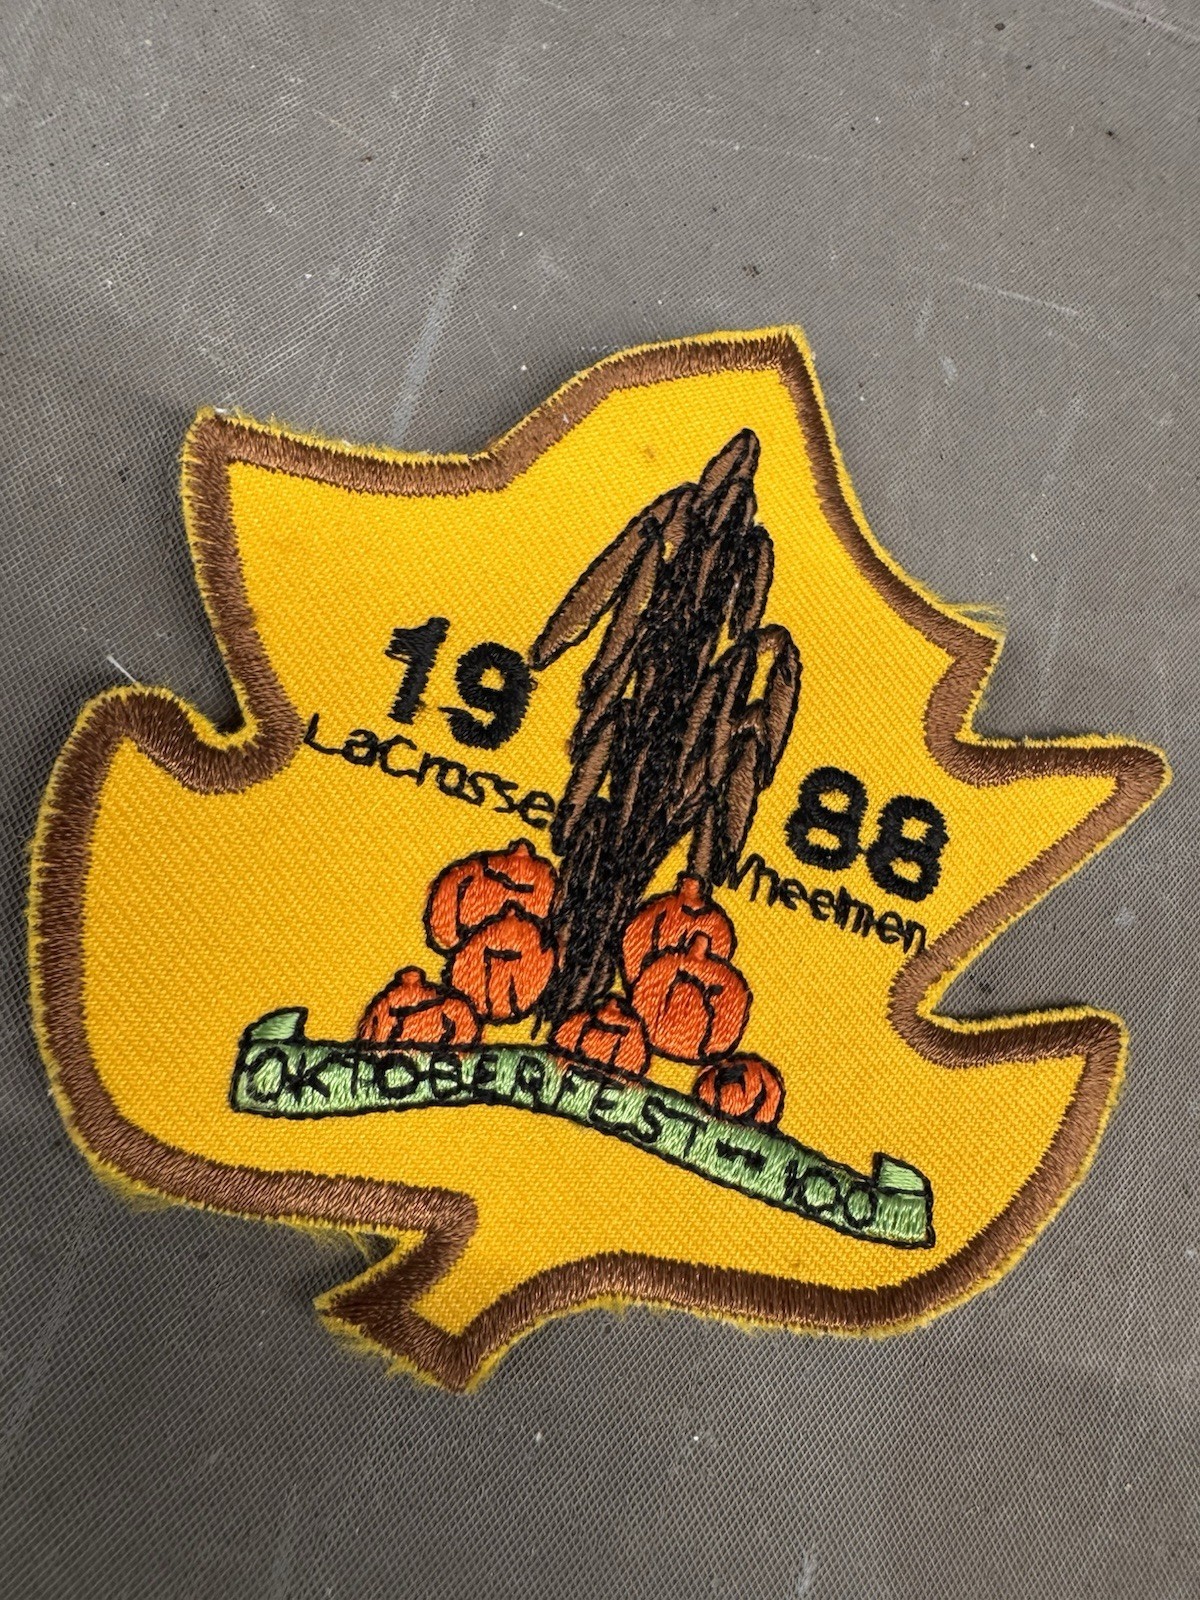 19 88
LaCrosse Wheelmen
OKTOBERFEST - 100